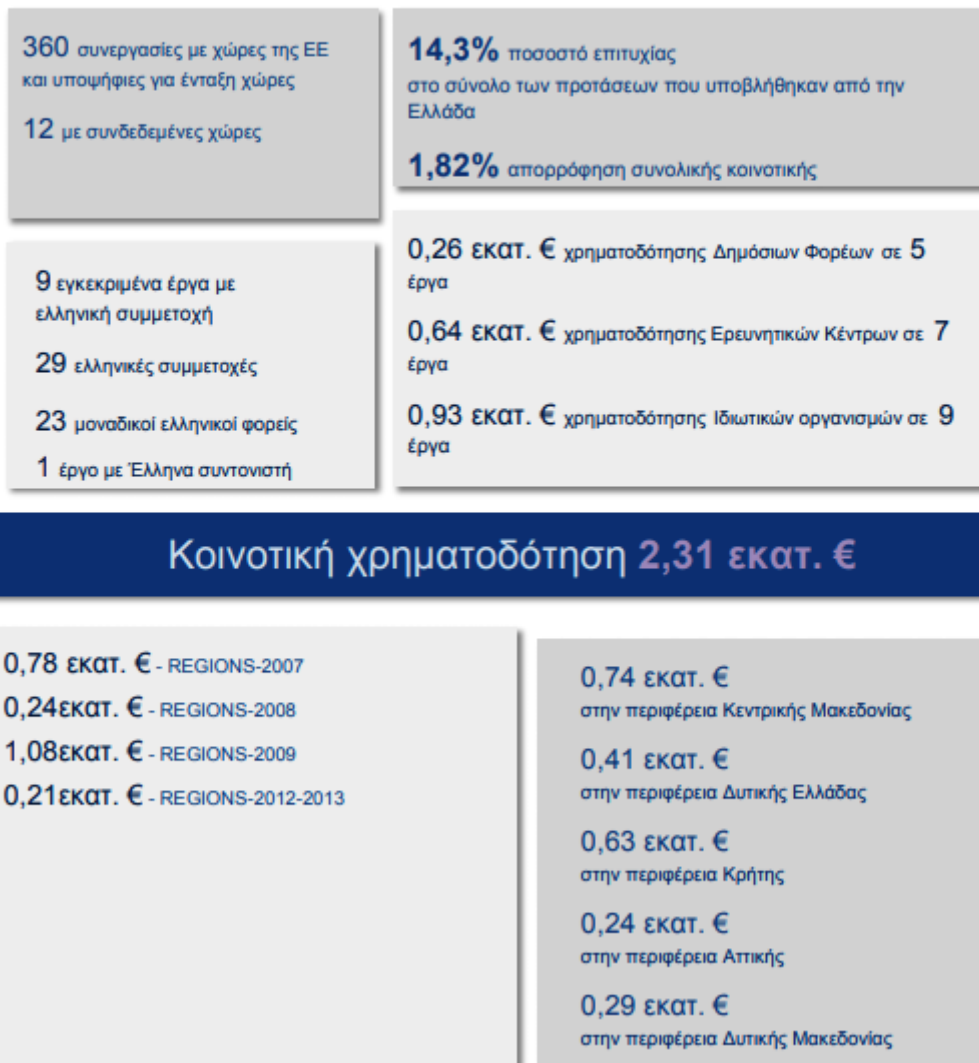 360 συνεργασίες με χώρες της ΕΕ
και υποψήφιες για ένταξη χώρες
12 με συνδεδεμένες χώρες
14,3% ποσοστό επιτυχίας
στο σύνολο των προτάσεων που υποβλήθηκαν από την
Ελλάδα
1,82% απορρόφηση συνολικής κοινοτικής
9 εγκεκριμένα έργα με
ελληνική συμμετοχή
29 ελληνικές συμμετοχές
23 μοναδικοί ελληνικοί φορείς
1 έργο με Έλληνα συντονιστή
0,26 εκατ. € χρηματοδότησης Δημόσιων Φορέων σε 5
έργα
0,64 εκατ. € χρηματοδότησης Ερευνητικών Κέντρων σε 7
έργα
0,93 εκατ. € χρηματοδότησης Ιδιωτικών οργανισμών σε 9
έργα
Κοινοτική χρηματοδότηση 2,31 εκατ. €
0,78 εκατ. € - REGIONS-2007
0,24εκατ. € - REGIONS-2008
1,08εκατ. € - REGIONS-2009
0,21εκατ. € - REGIONS-2012-2013
0,74 εκατ. €
στην περιφέρεια Κεντρικής Μακεδονίας
0,41 εκατ. €
στην περιφέρεια Δυτικής Ελλάδας
0,63 εκατ. €
στην περιφέρεια Κρήτης
0,24 εκατ. €
στην περιφέρεια Αττικής
0,29 εκατ. €
στην περιφέρεια Δυτικής Μακεδονίας